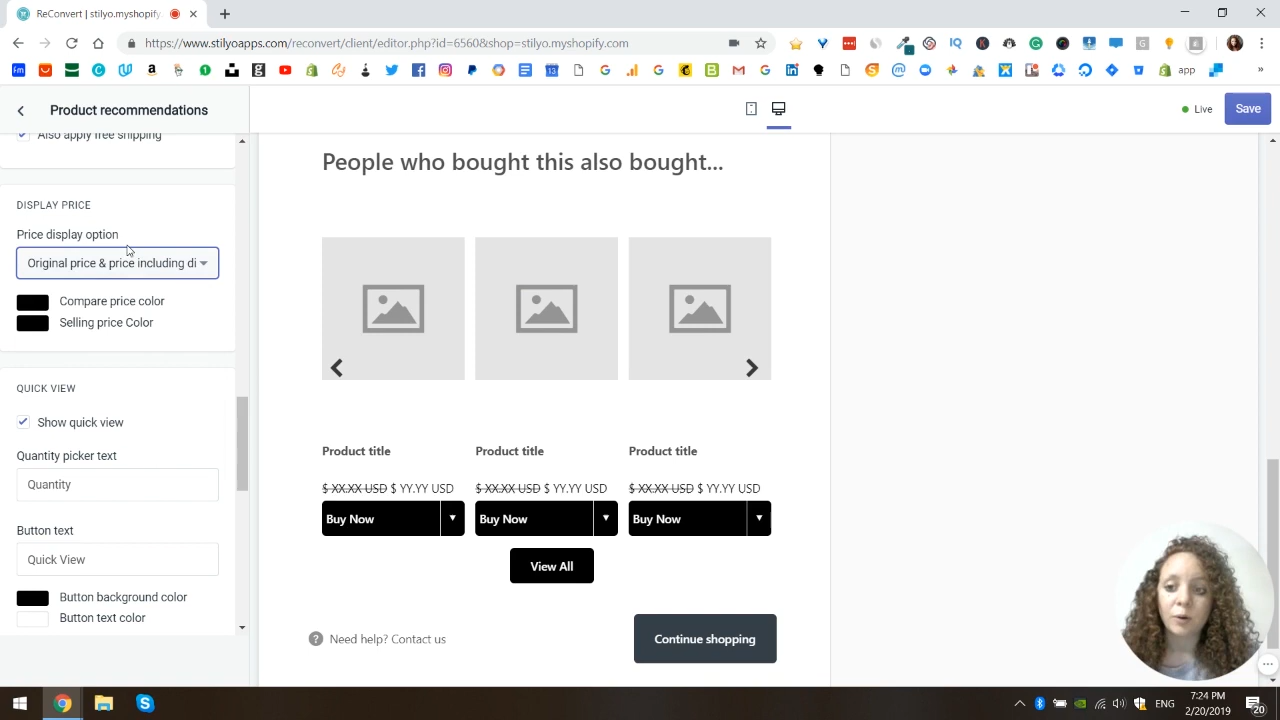 ReConvert | stilyo.myshopify.
https://www.stilyoapps.com/reconvert/client/editor.php?id=6560&shop=stilyo.myshopify.com
app
Product recommendations
Live
Save
Also apply free shipping
DISPLAY PRICE
Price display option
Original price & price including di
Compare price color
Selling price Color
QUICK VIEW
Show quick view
Quantity picker text
Quantity
Button text
Quick View
Button background color
Button text color
People who bought this also bought...
Product title Product title Product title
$ XX.XX USD $ YY.YY USD $ XX.XX USD $ YY.YY USD $ XX.XX USD $ YY.YY USD
Buy Now Buy Now Buy Now
View All
? Need help? Contact us
Continue shopping
ENG
7:24 PM
2/20/2019
20